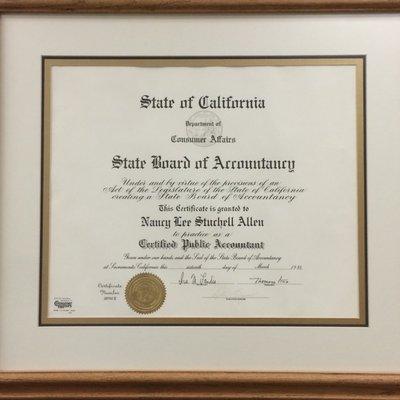 State of California
Department of
Consumer Affairs
State Board of Accountancy
Under and by virtue of the provisions of an
Act of the Legislature of the State of California
creating a State Board of Accountancy
This Certificate is granted to
Nancy Lee Stuchell Allen
to practice as a
Certified Public Accountant
Given under our hands and the Seal of the State Board of Accountancy
at Sacramento California this sixteenth day of March
Certificate
Number